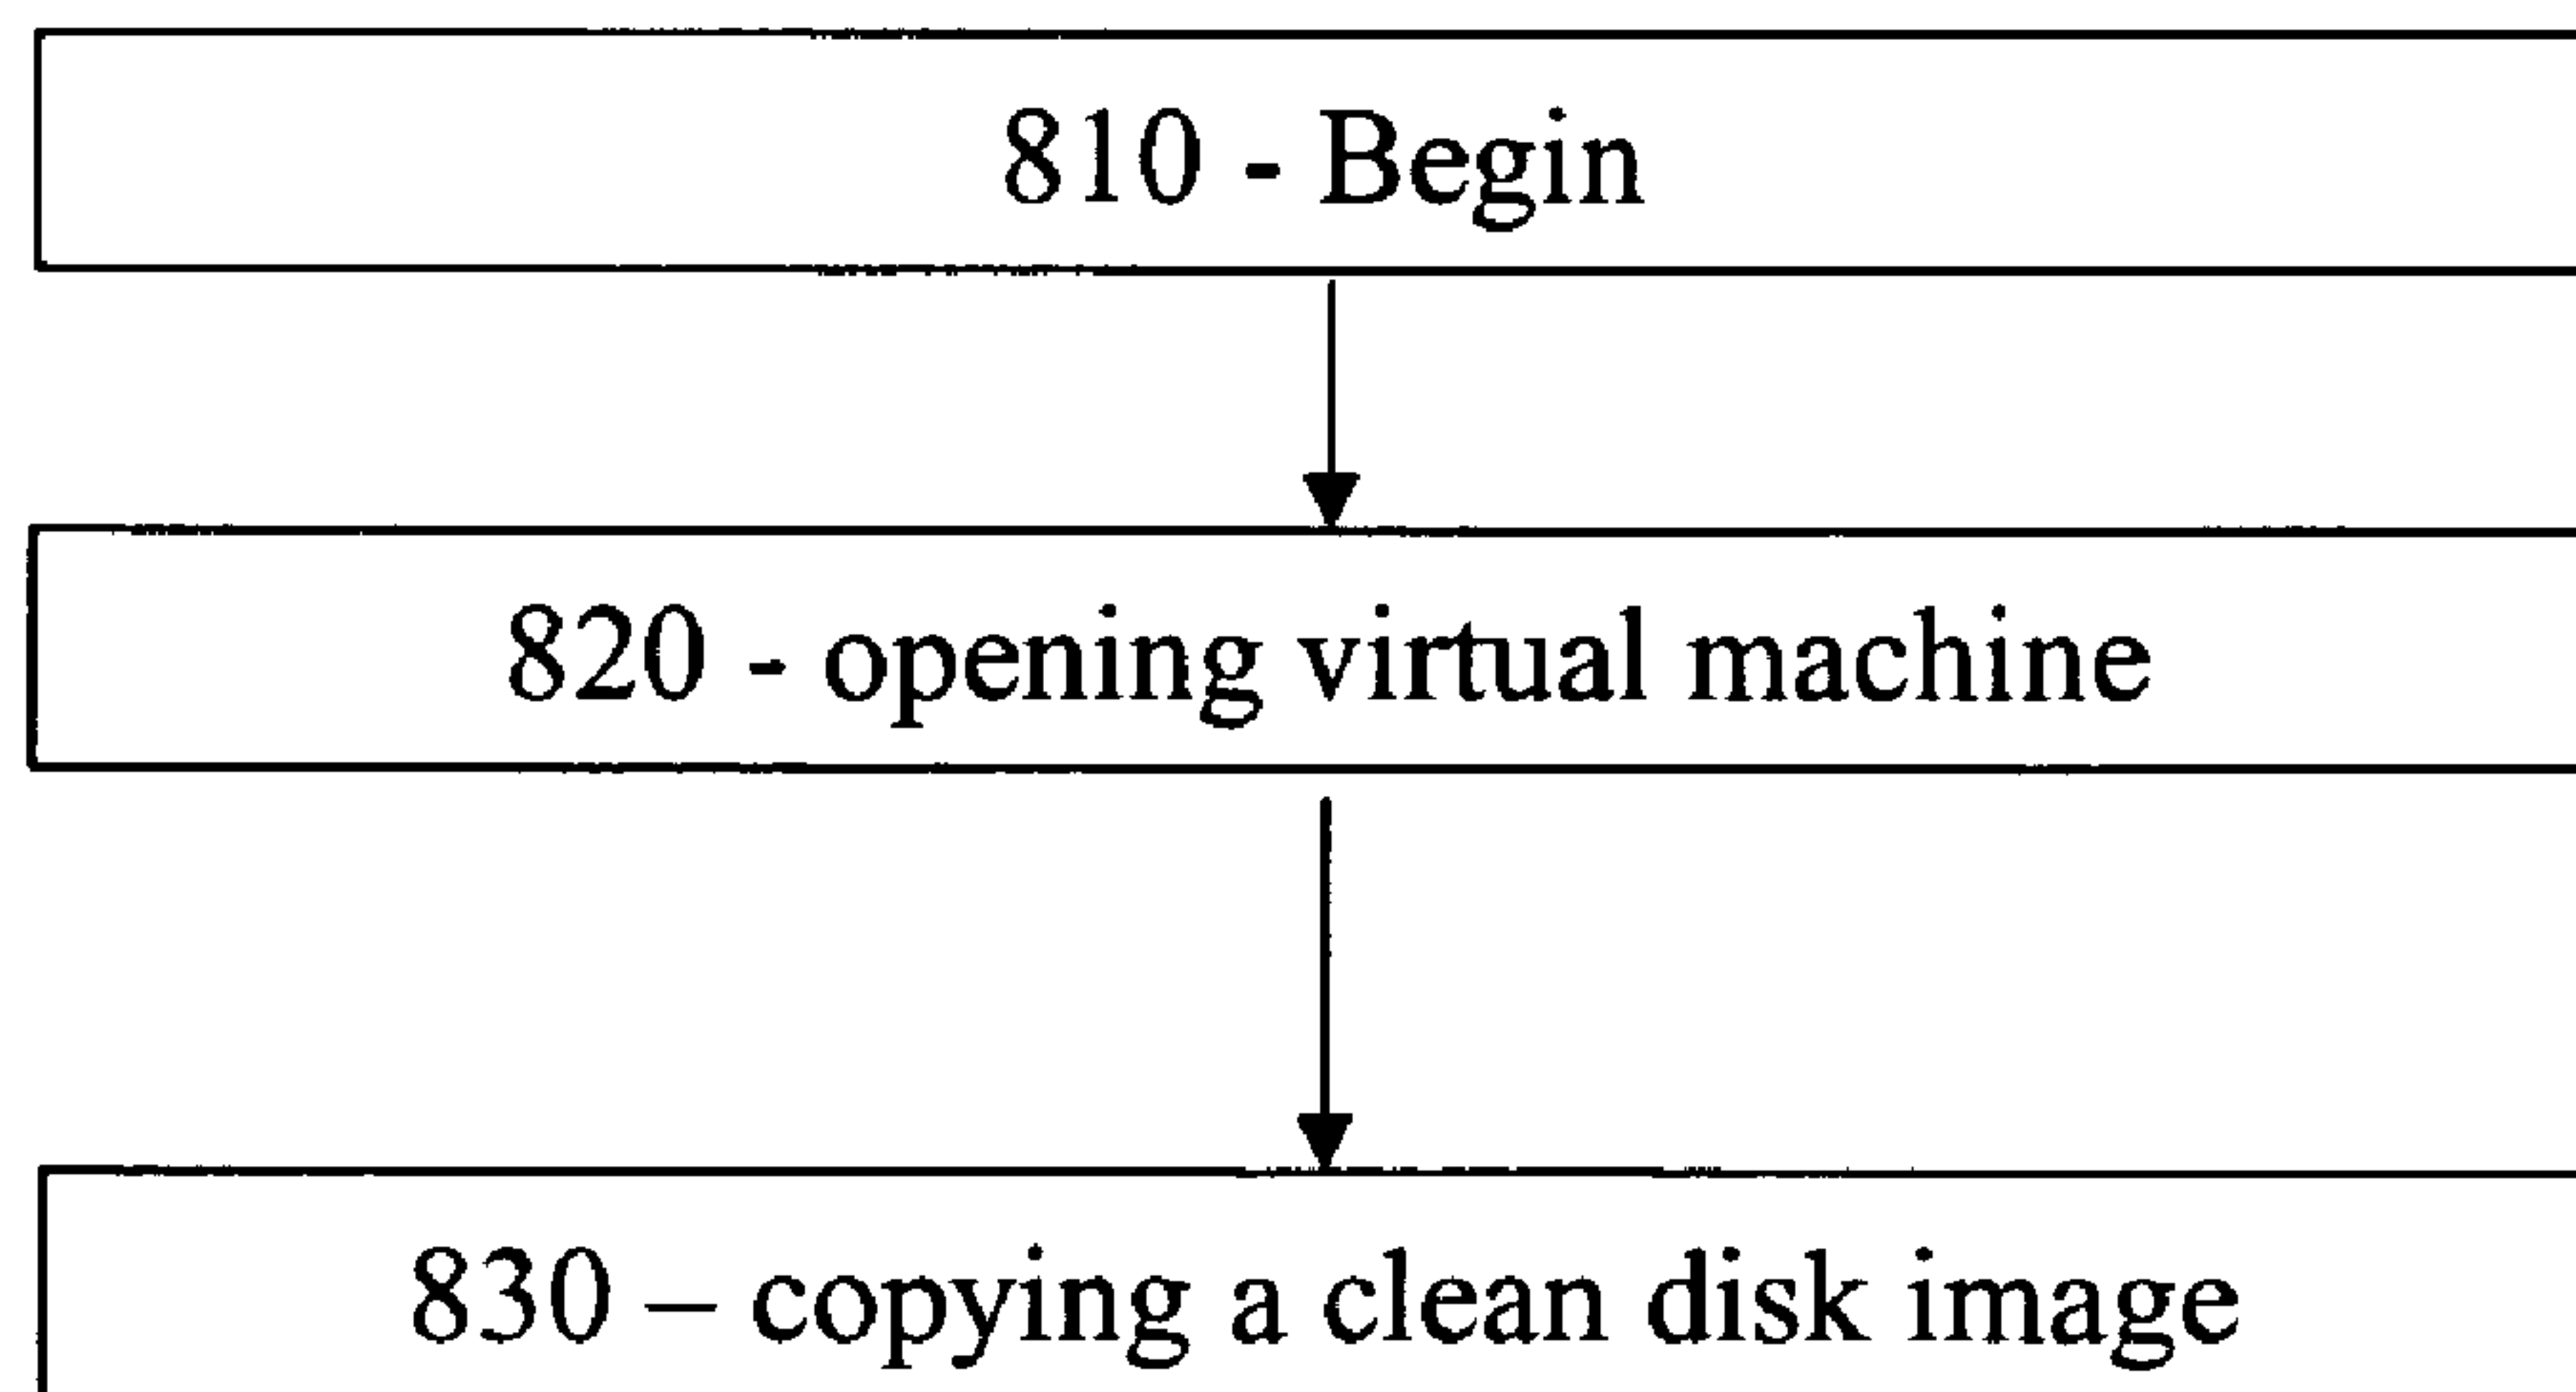 810 - Begin
820 - opening virtual machine
830 – copying a clean disk image